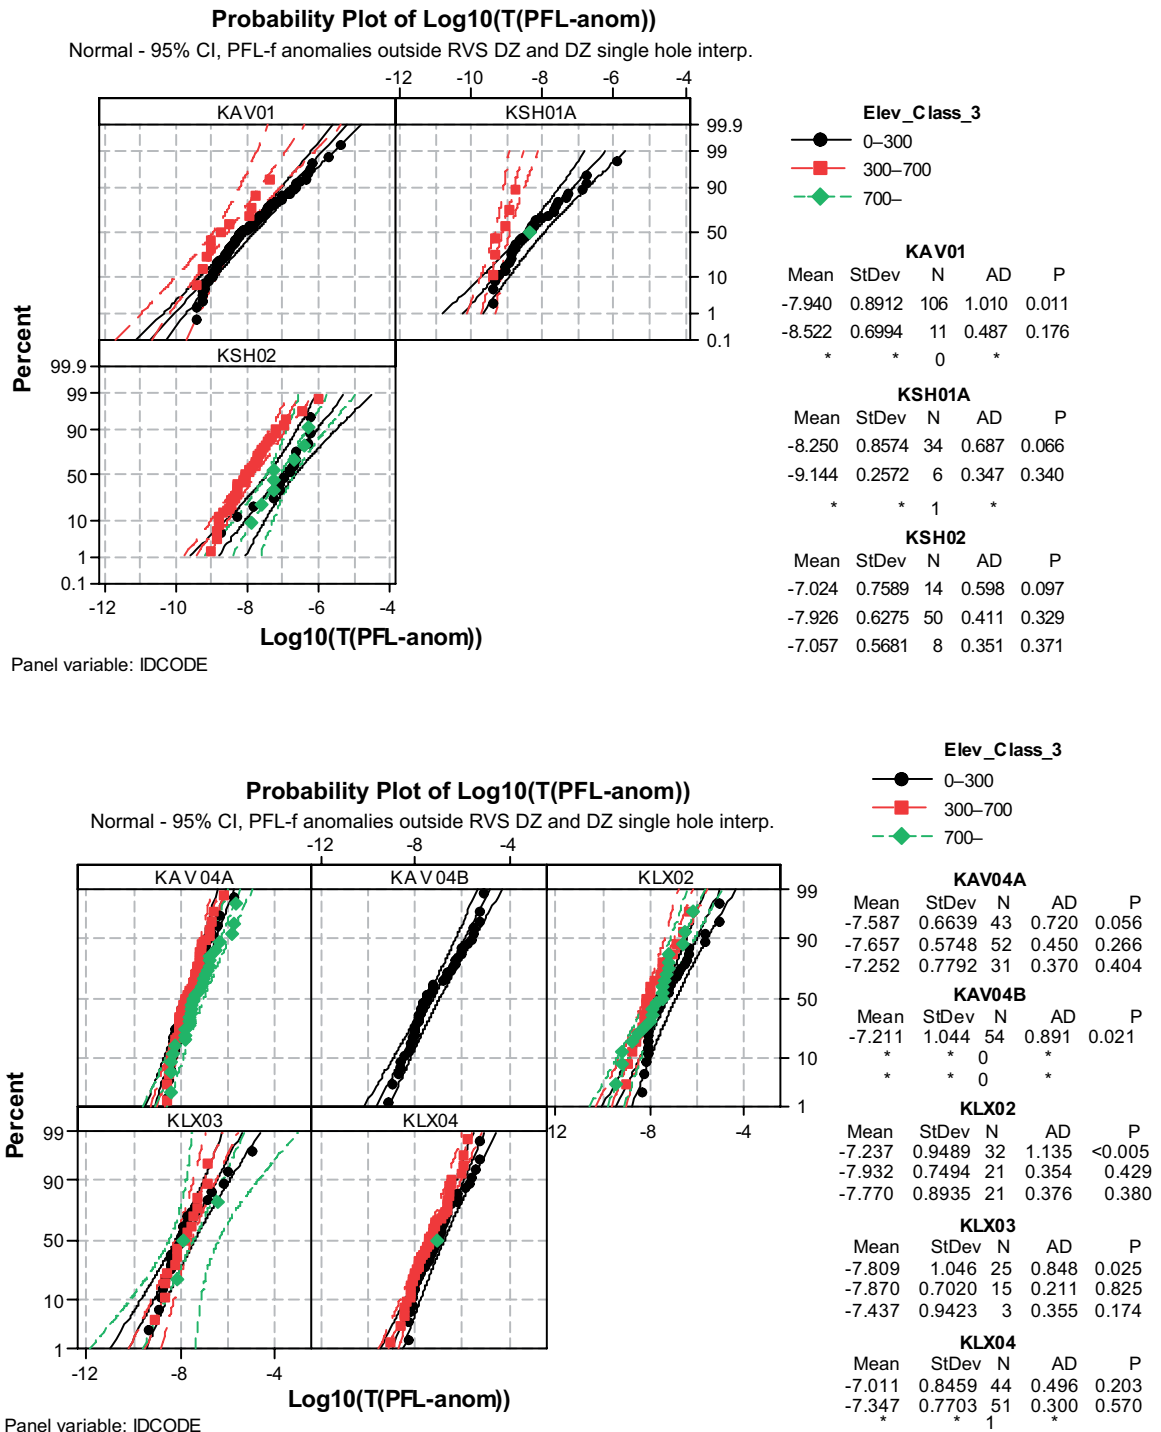 Probability Plot of Log10(T(PFL-anom))
Normal - 95% CI, PFL-f anomalies outside RVS DZ and DZ single hole interp.
-12 -10 -8 -6 -4
KAV01 KSH01A
99.9
99
90
50
10
1
0.1
KSH02
99.9
99
90
50
10
1
0.1
Percent
-12 -10 -8 -6 -4
Log10(T(PFL-anom))
Panel variable: IDCODE
Elev_Class_3
0–300
300–700
700–
KAV01
Mean StDev N AD P
-7.940 0.8912 106 1.010 0.011
-8.522 0.6994 11 0.487 0.176
* * 0 *
KSH01A
Mean StDev N AD P
-8.250 0.8574 34 0.687 0.066
-9.144 0.2572 6 0.347 0.340
* * 1 *
KSH02
Mean StDev N AD P
-7.024 0.7589 14 0.598 0.097
-7.926 0.6275 50 0.411 0.329
-7.057 0.5681 8 0.351 0.371
Probability Plot of Log10(T(PFL-anom))
Normal - 95% CI, PFL-f anomalies outside RVS DZ and DZ single hole interp.
-12 -8 -4
KAV04A KAV04B KLX02
99
90
50
10
1
KLX03 KLX04
12 -8 -4
99
90
50
10
1
Percent
-12 -8 -4
Log10(T(PFL-anom))
Panel variable: IDCODE
Elev_Class_3
0–300
300–700
700–
KAV04A
Mean StDev N AD P
-7.587 0.6639 43 0.720 0.056
-7.657 0.5748 52 0.450 0.266
-7.252 0.7792 31 0.370 0.404
KAV04B
Mean StDev N AD P
-7.211 1.044 54 0.891 0.021
* * 0 *
* * 0 *
KLX02
Mean StDev N AD P
-7.237 0.9489 32 1.135 <0.005
-7.932 0.7494 21 0.354 0.429
-7.770 0.8935 21 0.376 0.380
KLX03
Mean StDev N AD P
-7.809 1.046 25 0.848 0.025
-7.870 0.7020 15 0.211 0.825
-7.437 0.9423 3 0.355 0.174
KLX04
Mean StDev N AD P
-7.011 0.8459 44 0.496 0.203
-7.347 0.7703 51 0.300 0.570
* * 1 *